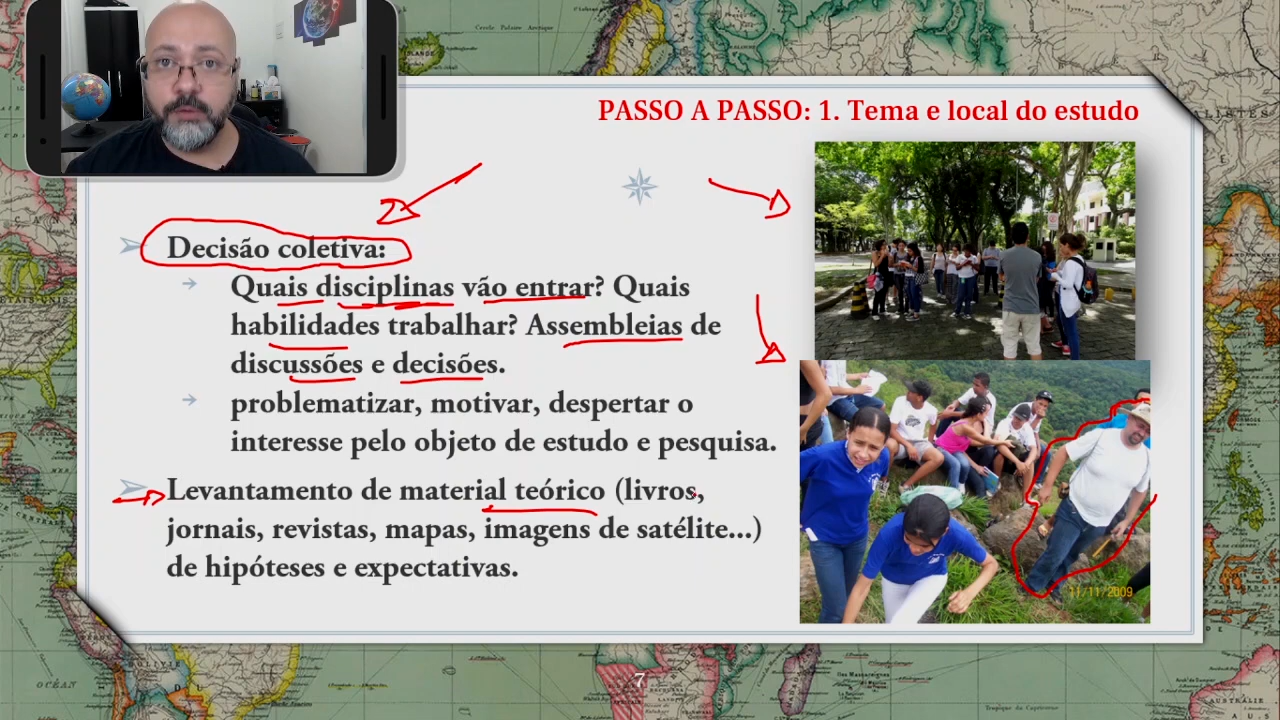 PASSO A PASSO: 1. Tema e local do estudo
Decisão coletiva:
Quais disciplinas vão entrar? Quais
habilidades trabalhar? Assembleias de
discussões e decisões.
problematizar, motivar, despertar o
interesse pelo objeto de estudo e pesquisa.
Levantamento de material teórico (livros,
jornais, revistas, mapas, imagens de satélite...)
de hipóteses e expectativas.
11/11/2009
7
OCÉAN